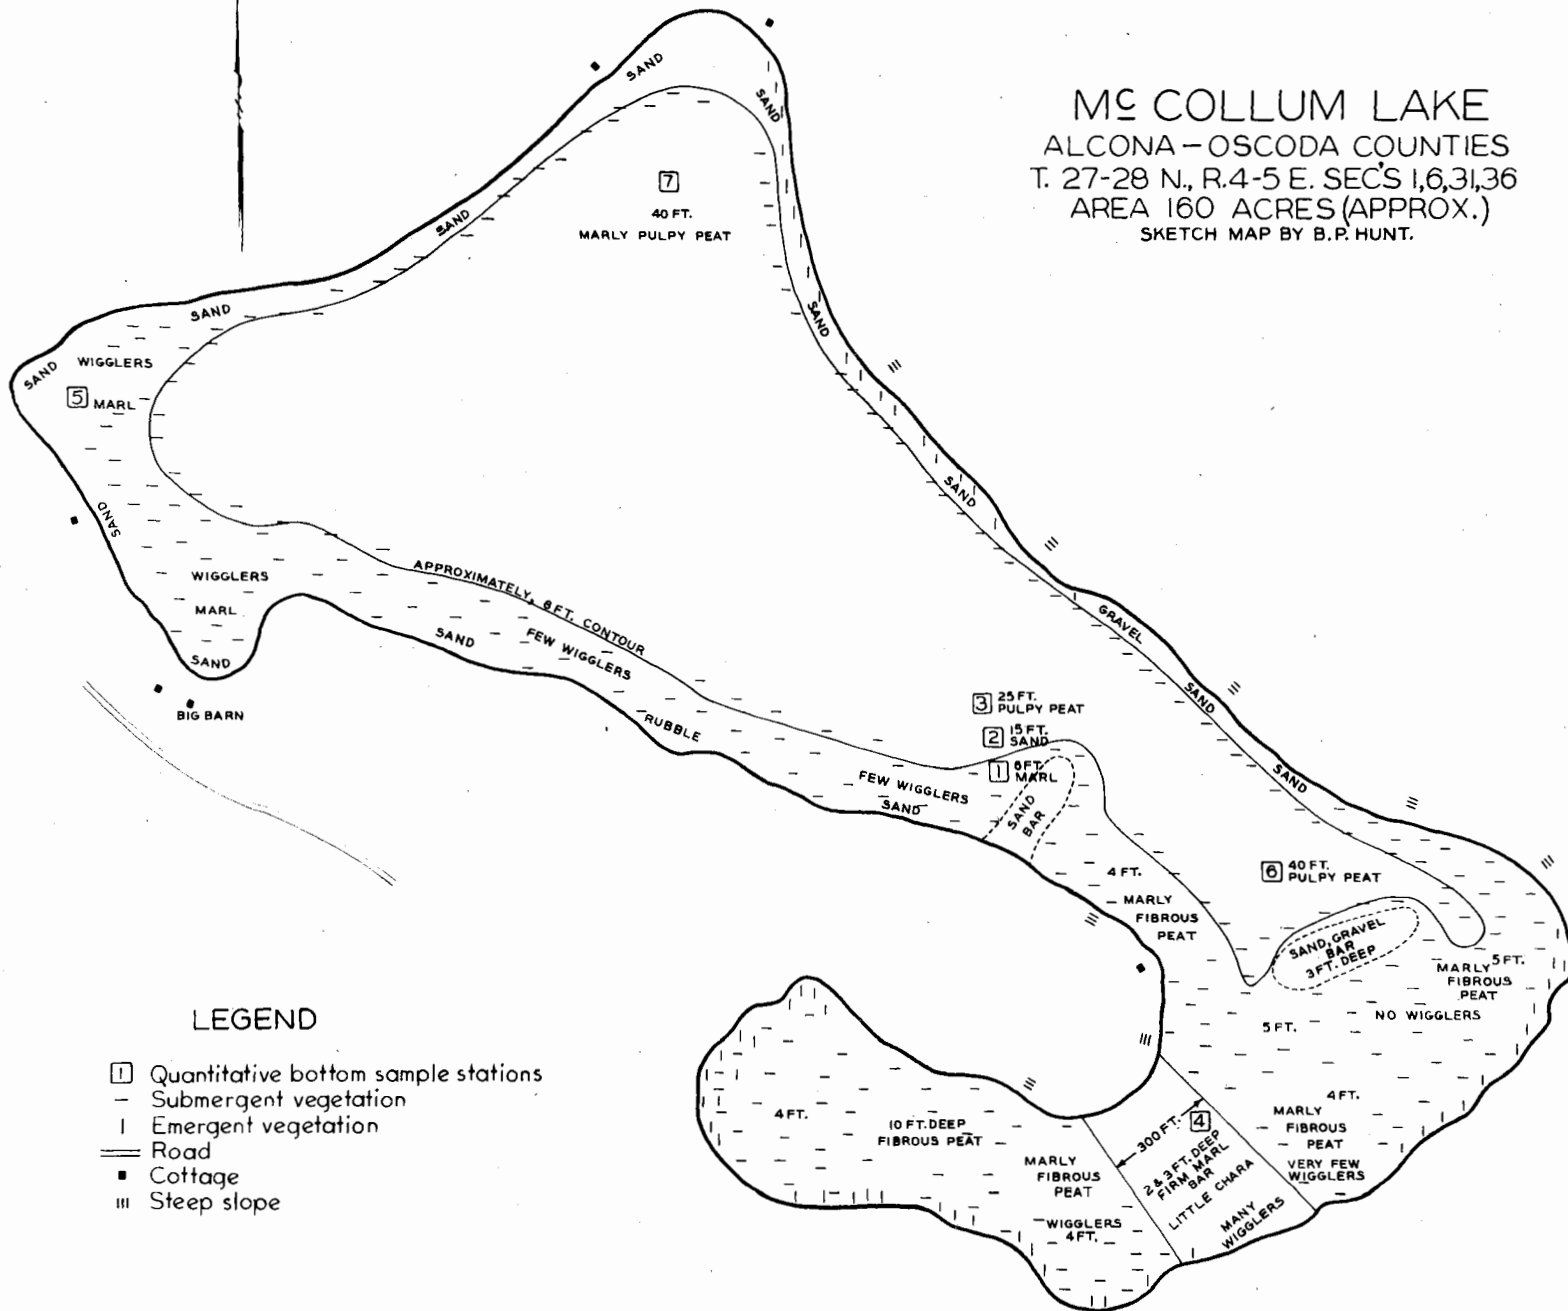 Mc COLLUM LAKE
ALCONA-OSCODA COUNTIES
T. 27-28 N., R.4-5 E. SEC'S 1,6,31,36
AREA 160 ACRES (APPROX.)
SKETCH MAP BY B.P. HUNT.
SAND
SAND
7
40 FT.
MARLY PULPY PEAT
SAND
SAND
SAND
SAND
WIGGLERS
5 MARL
SAND
SAND
WIGGLERS
MARL
SAND
BIG BARN
APPROXIMATELY, 8 FT. CONTOUR
SAND
FEW WIGGLERS
RUBBLE
GRAVEL
SAND
SAND
3 25 FT.
PULPY PEAT
2 15 FT.
SAND
1 8 FT.
MARL
FEW WIGGLERS
SAND
SAND
BAR
4 FT.
MARLY
FIBROUS
PEAT
6 40 FT.
PULPY PEAT
SAND, GRAVEL
BAR
3 FT. DEEP
5 FT.
MARLY
FIBROUS
PEAT
NO WIGGLERS
5 FT.
4 FT.
MARLY
FIBROUS
PEAT
VERY FEW
WIGGLERS
300 FT.
4
2 & 3 FT. DEEP
FIRM MARL
BAR
LITTLE CHARA
MANY
WIGGLERS
4 FT.
10 FT. DEEP
FIBROUS PEAT
MARLY
FIBROUS
PEAT
WIGGLERS
4 FT.
LEGEND
1 Quantitative bottom sample stations
Submergent vegetation
Emergent vegetation
Road
Cottage
Steep slope